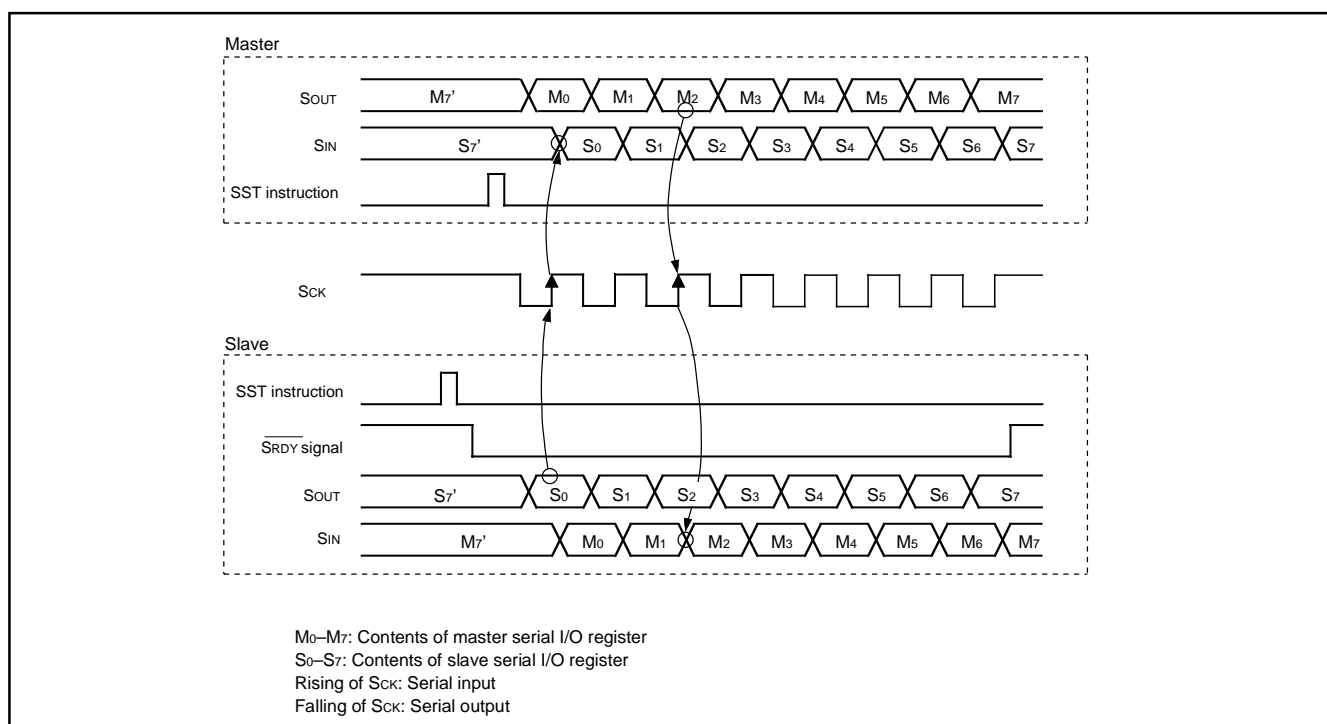 Master
SOUT
M7’ M0 M1 M2 M3 M4 M5 M6 M7
SIN
S7’ S0 S1 S2 S3 S4 S5 S6 S7
SST instruction
SCK
Slave
SST instruction
SRDY signal
SOUT
S7’ S0 S1 S2 S3 S4 S5 S6 S7
SIN
M7’ M0 M1 M2 M3 M4 M5 M6 M7
M0–M7: Contents of master serial I/O register
S0–S7: Contents of slave serial I/O register
Rising of SCK: Serial input
Falling of SCK: Serial output